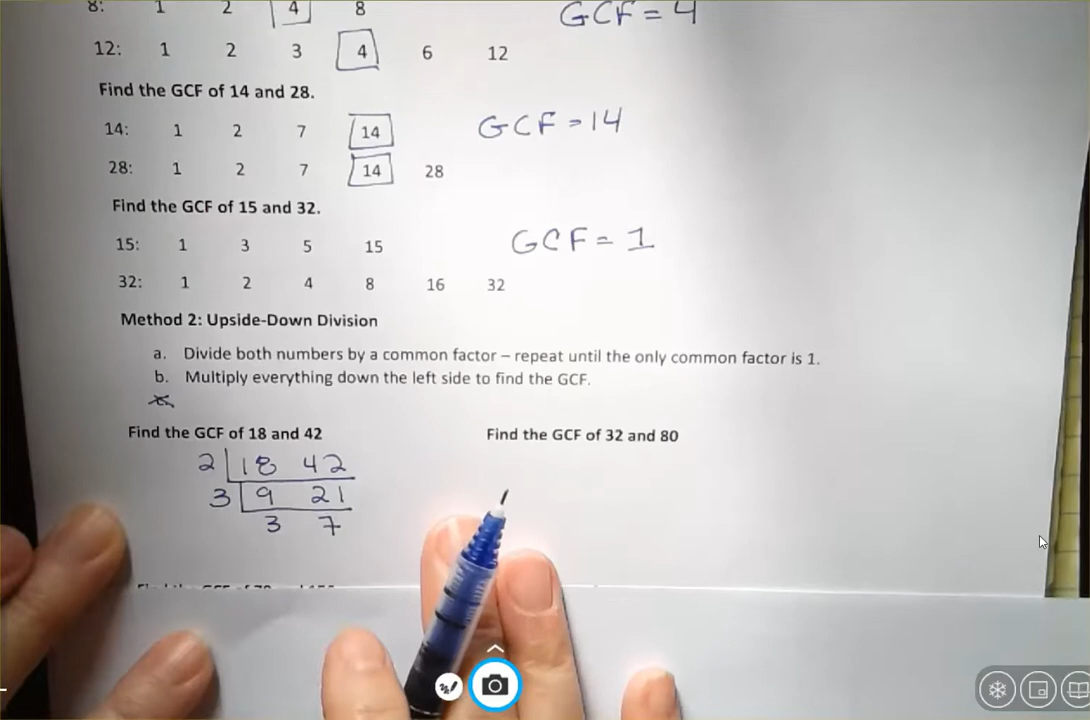 8: 1 2 4 8 GCF = 4
12: 1 2 3 4 6 12
Find the GCF of 14 and 28.
14: 1 2 7 14 GCF = 14
28: 1 2 7 14 28
Find the GCF of 15 and 32.
15: 1 3 5 15 GCF = 1
32: 1 2 4 8 16 32
Method 2: Upside-Down Division
a. Divide both numbers by a common factor – repeat until the only common factor is 1.
b. Multiply everything down the left side to find the GCF.
Find the GCF of 18 and 42 Find the GCF of 32 and 80
2 18 42
3 9 21
3 7